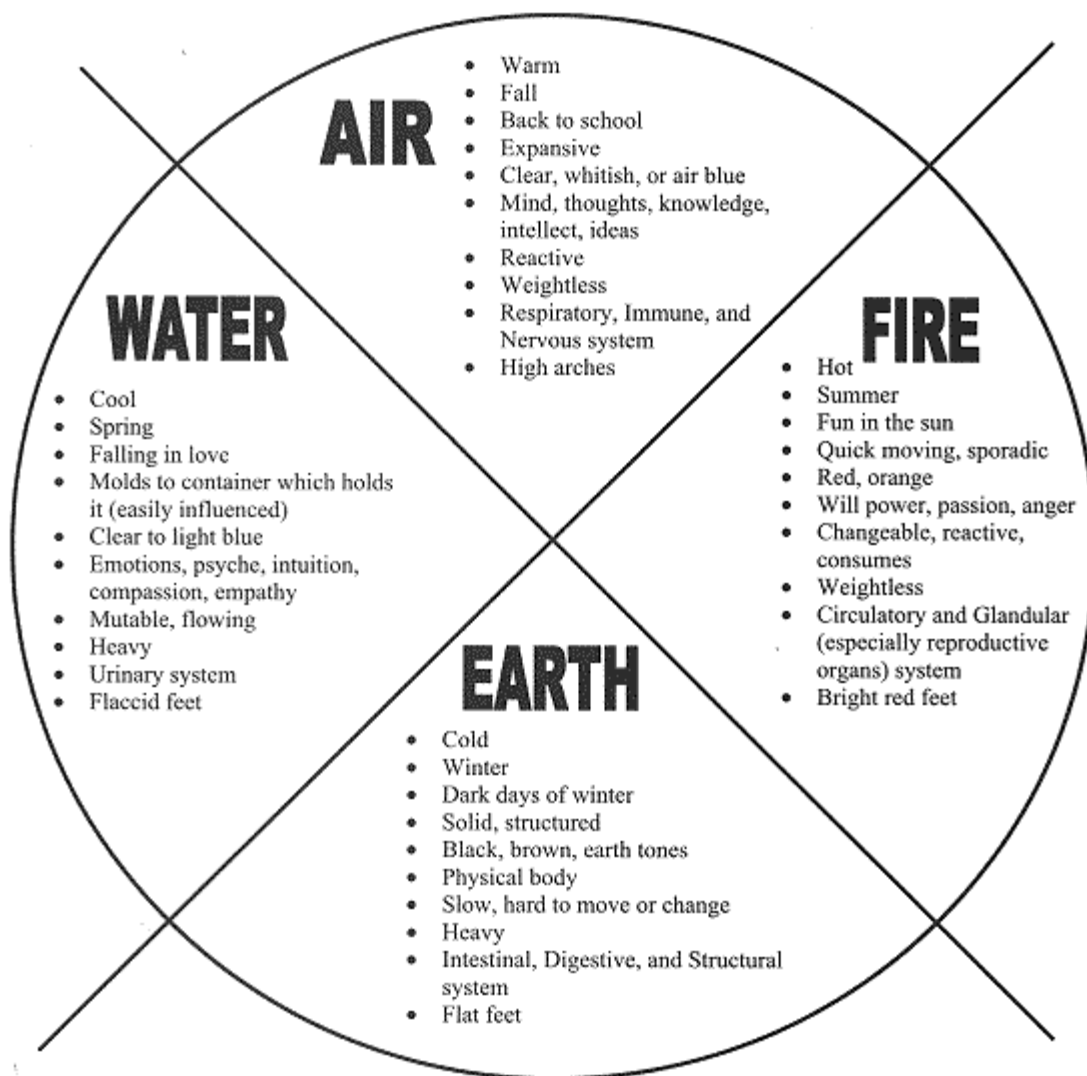 AIR
• Warm
• Fall
• Back to school
• Expansive
• Clear, whitish, or air blue
• Mind, thoughts, knowledge,
intellect, ideas
• Reactive
• Weightless
• Respiratory, Immune, and
Nervous system
• High arches
WATER
• Cool
• Spring
• Falling in love
• Molds to container which holds
it (easily influenced)
• Clear to light blue
• Emotions, psyche, intuition,
compassion, empathy
• Mutable, flowing
• Heavy
• Urinary system
• Flaccid feet
FIRE
• Hot
• Summer
• Fun in the sun
• Quick moving, sporadic
• Red, orange
• Will power, passion, anger
• Changeable, reactive,
consumes
• Weightless
• Circulatory and Glandular
(especially reproductive
organs) system
• Bright red feet
EARTH
• Cold
• Winter
• Dark days of winter
• Solid, structured
• Black, brown, earth tones
• Physical body
• Slow, hard to move or change
• Heavy
• Intestinal, Digestive, and Structural
system
• Flat feet